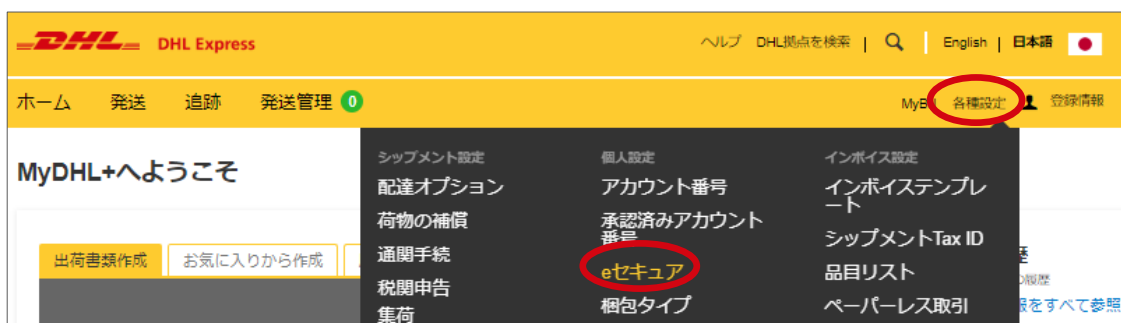 DHL DHL Express ヘルプ DHL拠点を検索 | English | 日本語
ホーム 発送 追跡 発送管理 0 各種設定 登録情報
MyDHL+へようこそ
シップメント設定
配達オプション
荷物の補償
通関手続
税関申告
集荷
個人設定
アカウント番号
承認済みアカウント
番号
eセキュア
梱包タイプ
インボイス設定
インボイステンプレ
ート
シップメントTax ID
品目リスト
ペーパーレス取引
出荷書類作成 お気に入りから作成
歴
の履歴
報をすべて参照